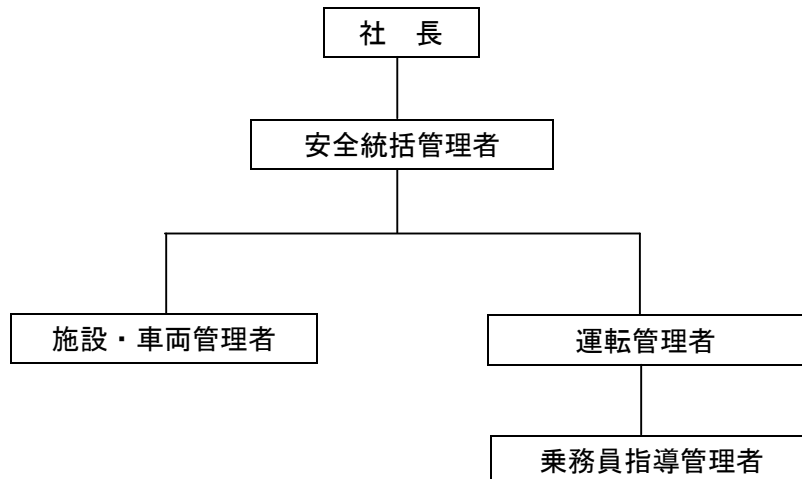 社　長
安全統括管理者
施設・車両管理者
運転管理者
乗務員指導管理者